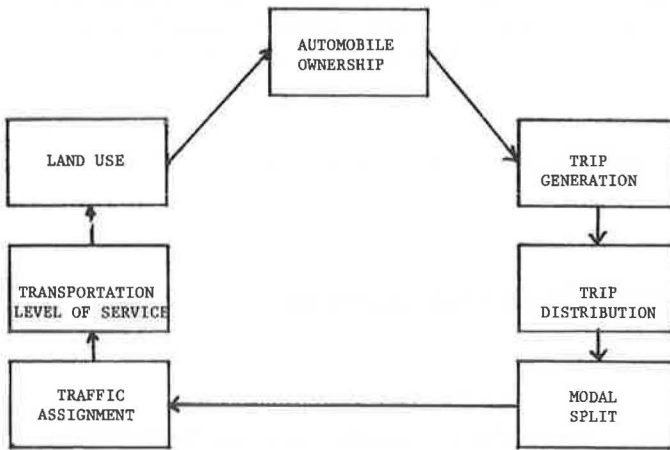 AUTOMOBILE
OWNERSHIP
LAND USE
TRIP
GENERATION
TRANSPORTATION
LEVEL OF SERVICE
TRIP
DISTRIBUTION
TRAFFIC
ASSIGNMENT
MODAL
SPLIT